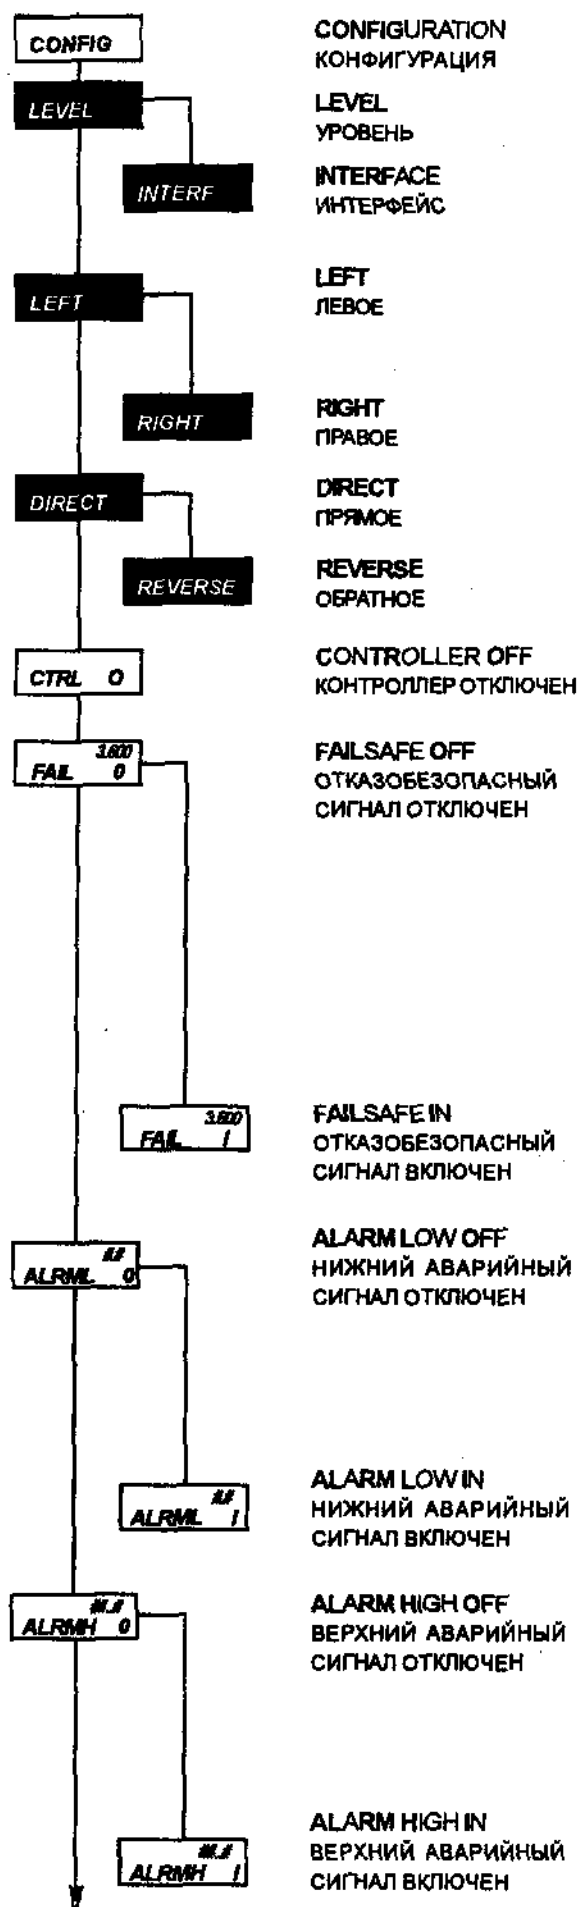 CONFIG
CONFIGURATION
КОНФИГУРАЦИЯ
LEVEL
LEVEL
УРОВЕНЬ
INTERF
INTERFACE
ИНТЕРФЕЙС
LEFT
LEFT
ЛЕВОЕ
RIGHT
RIGHT
ПРАВОЕ
DIRECT
DIRECT
ПРЯМОЕ
REVERSE
REVERSE
ОБРАТНОЕ
CTRL O
CONTROLLER OFF
КОНТРОЛЛЕР ОТКЛЮЧЕН
3.600
FAIL 0
FAILSAFE OFF
ОТКАЗОБЕЗОПАСНЫЙ
СИГНАЛ ОТКЛЮЧЕН
3.600
FAIL I
FAILSAFE IN
ОТКАЗОБЕЗОПАСНЫЙ
СИГНАЛ ВКЛЮЧЕН
#.#
ALRML 0
ALARM LOW OFF
НИЖНИЙ АВАРИЙНЫЙ
СИГНАЛ ОТКЛЮЧЕН
#.#
ALRML I
ALARM LOW IN
НИЖНИЙ АВАРИЙНЫЙ
СИГНАЛ ВКЛЮЧЕН
##.#
ALRMH 0
ALARM HIGH OFF
ВЕРХНИЙ АВАРИЙНЫЙ
СИГНАЛ ОТКЛЮЧЕН
##.#
ALRMH I
ALARM HIGH IN
ВЕРХНИЙ АВАРИЙНЫЙ
СИГНАЛ ВКЛЮЧЕН